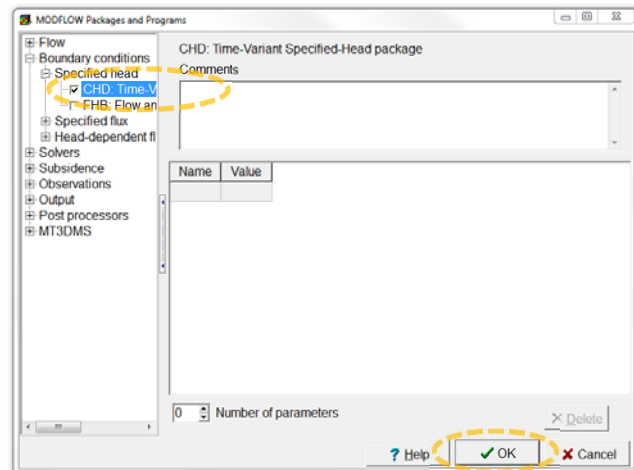 MODFLOW Packages and Programs
Flow
Boundary conditions
Specified head
CHD: Time-V
FHB: Flow an
Specified flux
Head-dependent fl
Solvers
Subsidence
Observations
Output
Post processors
MT3DMS
CHD: Time-Variant Specified-Head package
Comments
Name Value
0 Number of parameters
Delete
? Help
OK
Cancel